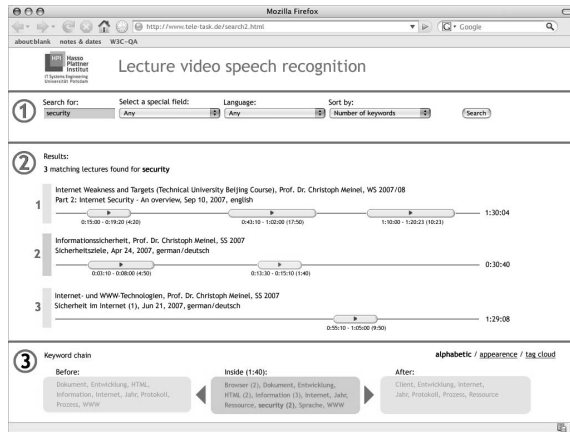 Mozilla Firefox
http://www.tele-task.de/search2.html
Google
about:blank notes & dates W3C-QA
HPI Hasso Plattner Institut
IT Systems Engineering
Universität Potsdam
Lecture video speech recognition
1
Search for: Select a special field: Language: Sort by:
security Any Any Number of keywords Search
2
Results:
3 matching lectures found for security
1
Internet Weakness and Targets (Technical University Beijing Course), Prof. Dr. Christoph Meinel, WS 2007/08
Part 2: Internet Security - An overview, Sep 10, 2007, english
1:30:04
0:15:00 - 0:19:20 (4:20) 0:43:10 - 1:02:00 (17:50) 1:10:00 - 1:20:23 (10:23)
2
Informationssicherheit, Prof. Dr. Christoph Meinel, SS 2007
Sicherheitsziele, Apr 24, 2007, german/deutsch
0:30:40
0:03:10 - 0:08:00 (4:50) 0:13:30 - 0:15:10 (1:40)
3
Internet- und WWW-Technologien, Prof. Dr. Christoph Meinel, SS 2007
Sicherheit im Internet (1), Jun 21, 2007, german/deutsch
1:29:08
0:55:10 - 1:05:00 (9:50)
3
Keyword chain
alphabetic / appearance / tag cloud
Before:
Dokument, Entwicklung, HTML,
Information, Internet, Jahr, Protokoll,
Prozess, WWW
Inside (1:40):
Browser (2), Dokument, Entwicklung,
HTML (2), Information (3), Internet, Jahr,
Ressource, security (2), Sprache, WWW
After:
Client, Entwicklung, Internet,
Jahr, Protokoll, Prozess, Ressource